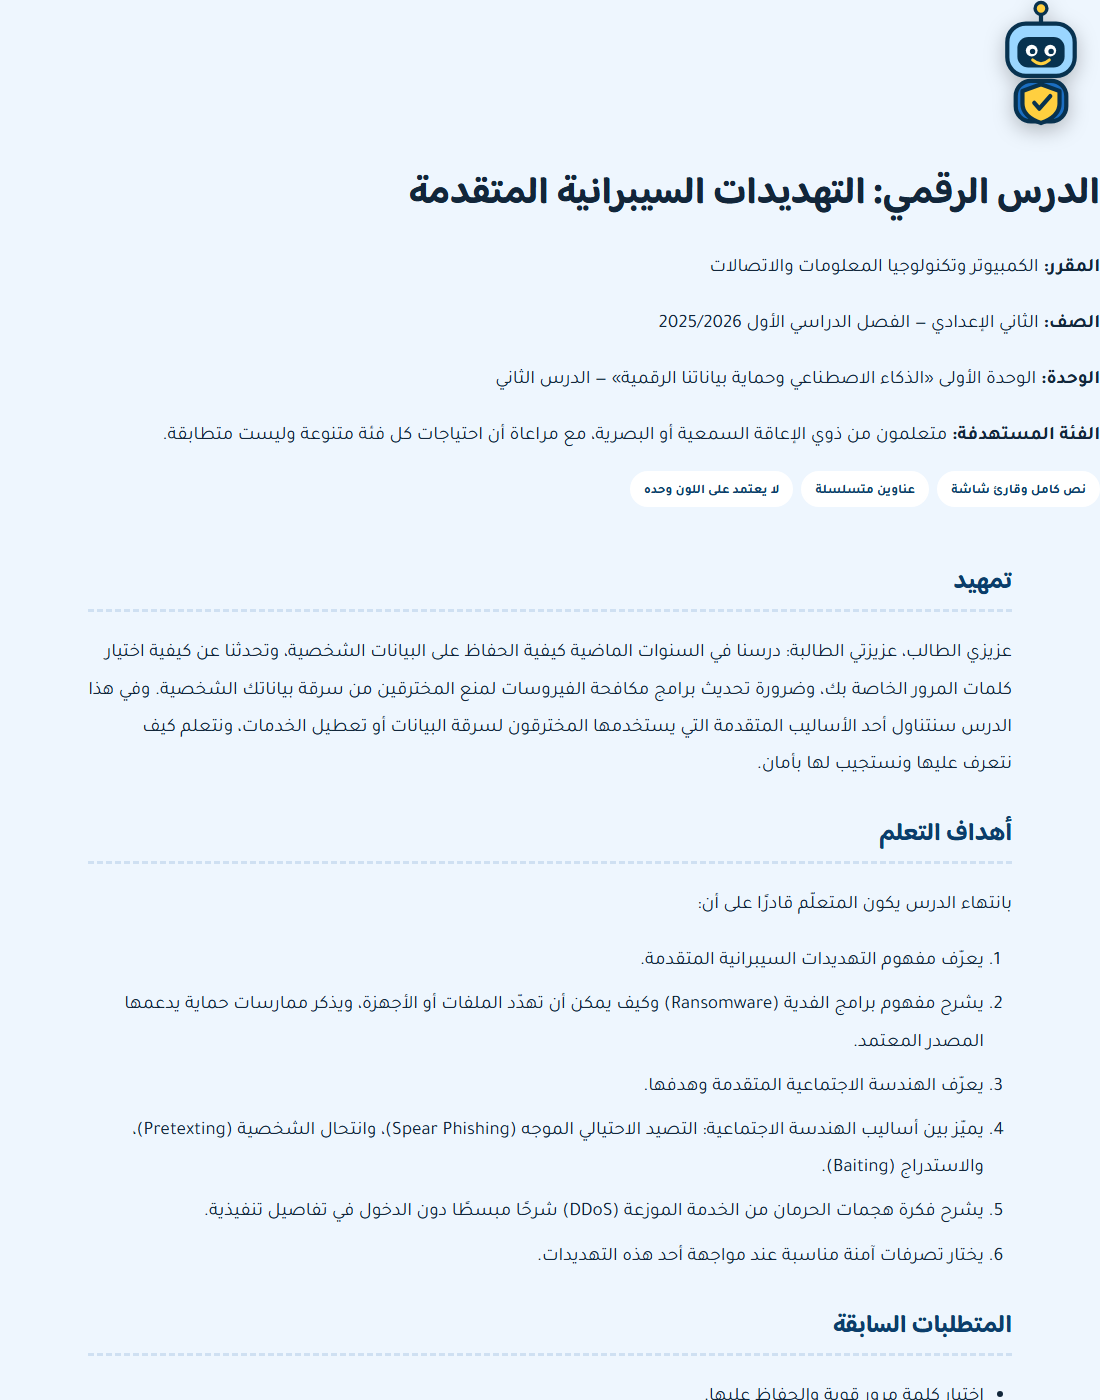 الدرس الرقمي: التهديدات السيبرانية المتقدمة
المقرر: الكمبيوتر وتكنولوجيا المعلومات والاتصالات
الصف: الثاني الإعدادي – الفصل الدراسي الأول 2025/2026
الوحدة: الوحدة الأولى «الذكاء الاصطناعي وحماية بياناتنا الرقمية» – الدرس الثاني
الفئة المستهدفة: متعلمون من ذوي الإعاقة السمعية أو البصرية، مع مراعاة أن احتياجات كل فئة متنوعة وليست متطابقة.
نص كامل وقارئ شاشة
عناوين متسلسلة
لا يعتمد على اللون وحده
تمهيد
عزيزي الطالب، عزيزتي الطالبة: درسنا في السنوات الماضية كيفية الحفاظ على البيانات الشخصية، وتحدثنا عن كيفية اختيار
كلمات المرور الخاصة بك، وضرورة تحديث برامج مكافحة الفيروسات لمنع المخترقين من سرقة بياناتك الشخصية. وفي هذا
الدرس سنتناول أحد الأساليب المتقدمة التي يستخدمها المخترقون لسرقة البيانات أو تعطيل الخدمات، ونتعلم كيف
نتعرف عليها ونستجيب لها بأمان.
أهداف التعلم
بانتهاء الدرس يكون المتعلّم قادرًا على أن:
1. يعرّف مفهوم التهديدات السيبرانية المتقدمة.
2. يشرح مفهوم برامج الفدية (Ransomware) وكيف يمكن أن تهدّد الملفات أو الأجهزة، ويذكر ممارسات حماية يدعمها
المصدر المعتمد.
3. يعرّف الهندسة الاجتماعية المتقدمة وهدفها.
4. يميّز بين أساليب الهندسة الاجتماعية: التصيد الاحتيالي الموجه (Spear Phishing)، وانتحال الشخصية (Pretexting)،
والاستدراج (Baiting).
5. يشرح فكرة هجمات الحرمان من الخدمة الموزعة (DDoS) شرحًا مبسطًا دون الدخول في تفاصيل تنفيذية.
6. يختار تصرفات آمنة مناسبة عند مواجهة أحد هذه التهديدات.
المتطلبات السابقة
• اختيار كلمة مرور قوية والحفاظ عليها.